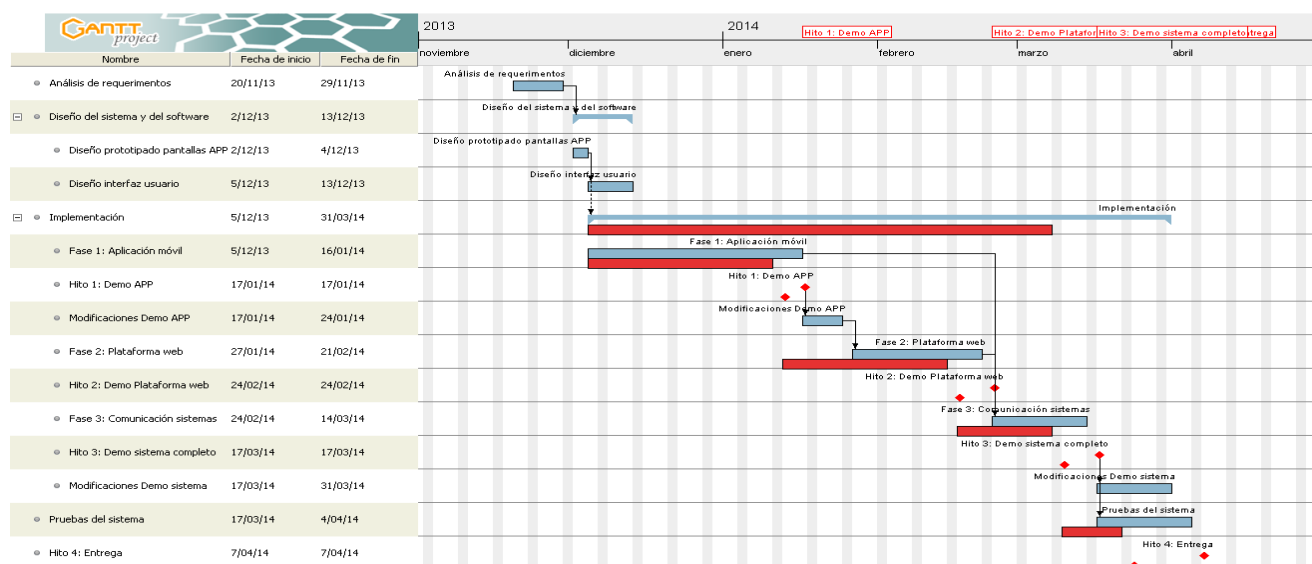 GANTT
project
2013
2014
Hito 1: Demo APP
Hito 2: Demo Platafor
Hito 3: Demo sistema completo
trega
noviembre
diciembre
enero
febrero
marzo
abril
Nombre Fecha de inicio Fecha de fin
Análisis de requerimentos 20/11/13 29/11/13
Análisis de requerimentos
Diseño del sistema y del software 2/12/13 13/12/13
Diseño del sistema y del software
Diseño prototipado pantallas APP 2/12/13 4/12/13
Diseño prototipado pantallas APP
Diseño interfaz usuario 5/12/13 13/12/13
Diseño interfaz usuario
Implementación 5/12/13 31/03/14
Implementación
Fase 1: Aplicación móvil 5/12/13 16/01/14
Fase 1: Aplicación móvil
Hito 1: Demo APP 17/01/14 17/01/14
Hito 1: Demo APP
Modificaciones Demo APP 17/01/14 24/01/14
Modificaciones Demo APP
Fase 2: Plataforma web 27/01/14 21/02/14
Fase 2: Plataforma web
Hito 2: Demo Plataforma web 24/02/14 24/02/14
Hito 2: Demo Plataforma web
Fase 3: Comunicación sistemas 24/02/14 14/03/14
Fase 3: Comunicación sistemas
Hito 3: Demo sistema completo 17/03/14 17/03/14
Hito 3: Demo sistema completo
Modificaciones Demo sistema 17/03/14 31/03/14
Modificaciones Demo sistema
Pruebas del sistema 17/03/14 4/04/14
Pruebas del sistema
Hito 4: Entrega 7/04/14 7/04/14
Hito 4: Entrega